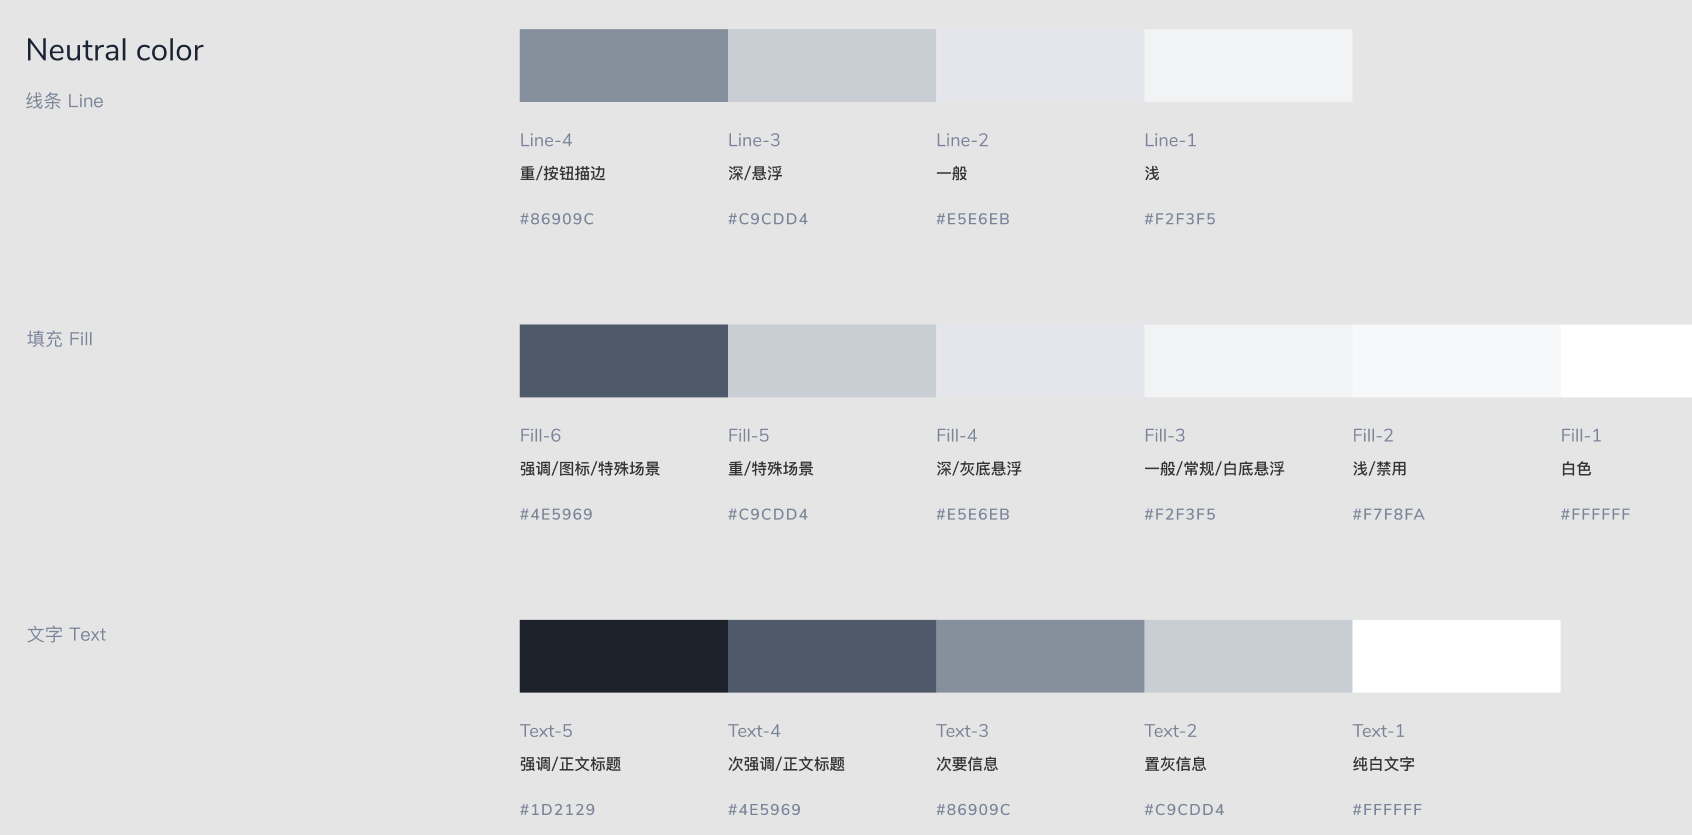 Neutral color
线条 Line
Line-4 Line-3 Line-2 Line-1
重/按钮描边 深/悬浮 一般 浅
#86909C #C9CDD4 #E5E6EB #F2F3F5
填充 Fill
Fill-6 Fill-5 Fill-4 Fill-3 Fill-2 Fill-1
强调/图标/特殊场景 重/特殊场景 深/灰底悬浮 一般/常规/白底悬浮 浅/禁用 白色
#4E5969 #C9CDD4 #E5E6EB #F2F3F5 #F7F8FA #FFFFFF
文字 Text
Text-5 Text-4 Text-3 Text-2 Text-1
强调/正文标题 次强调/正文标题 次要信息 置灰信息 纯白文字
#1D2129 #4E5969 #86909C #C9CDD4 #FFFFFF